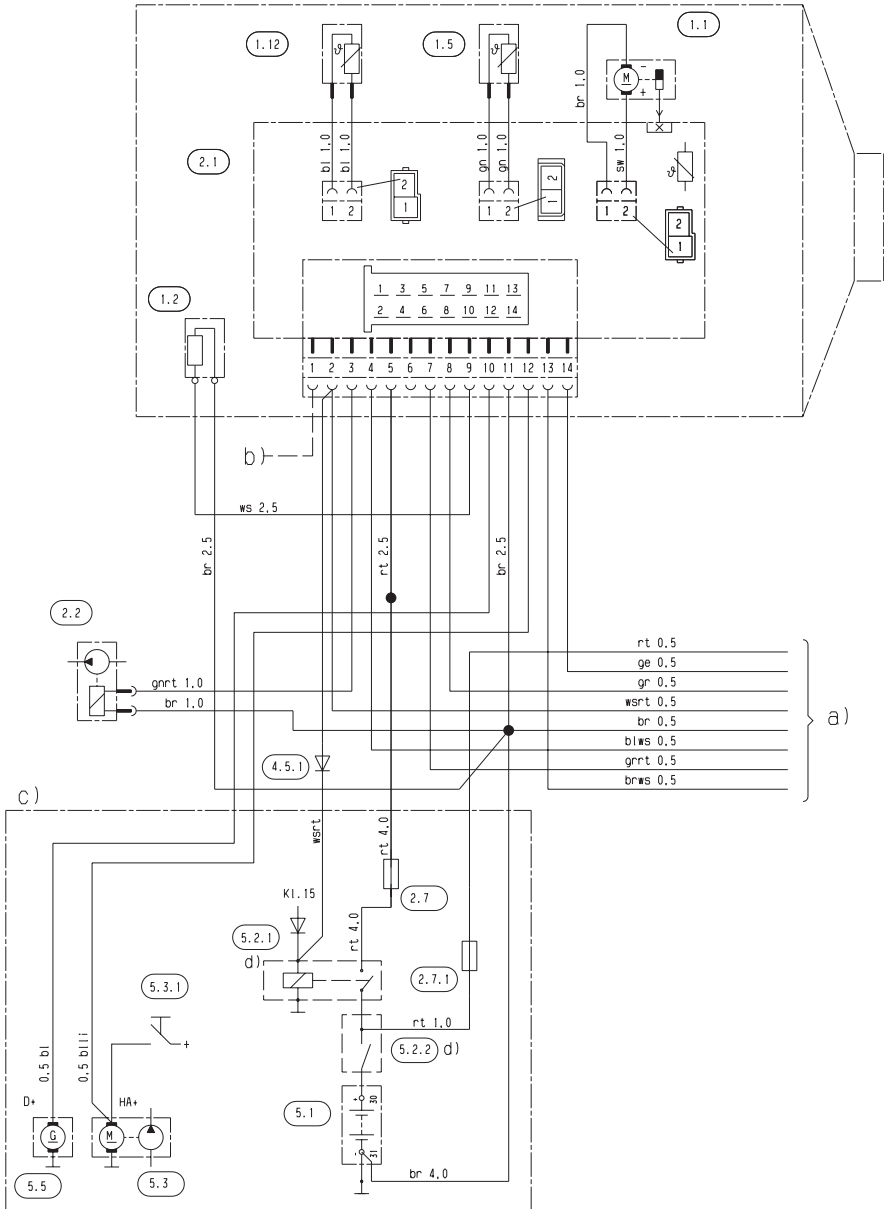 1.12
1.5
1.1
ϑ
ϑ
M
-
+
br 1.0
2.1
bl 1.0
bl 1.0
gn 1.0
gn 1.0
sw 1.0
ϑ
1 2
2
1
1 2
2
1
1 2
2
1
1.2
1 3 5 7 9 11 13
2 4 6 8 10 12 14
1 2 3 4 5 6 7 8 9 10 11 12 13 14
b)
ws 2.5
br 2.5
rt 2.5
br 2.5
2.2
gnrt 1.0
br 1.0
rt 0.5
ge 0.5
gr 0.5
wsrt 0.5
br 0.5
blws 0.5
grrt 0.5
brws 0.5
a)
4.5.1
c)
wsrt
rt 4.0
2.7
Kl.15
5.2.1
d)
rt 4.0
2.7.1
5.3.1
+
rt 1.0
5.2.2
d)
0.5 bl
0.5 blli
D+
HA+
G
M
5.1
+
30
-
31
5.5
5.3
br 4.0